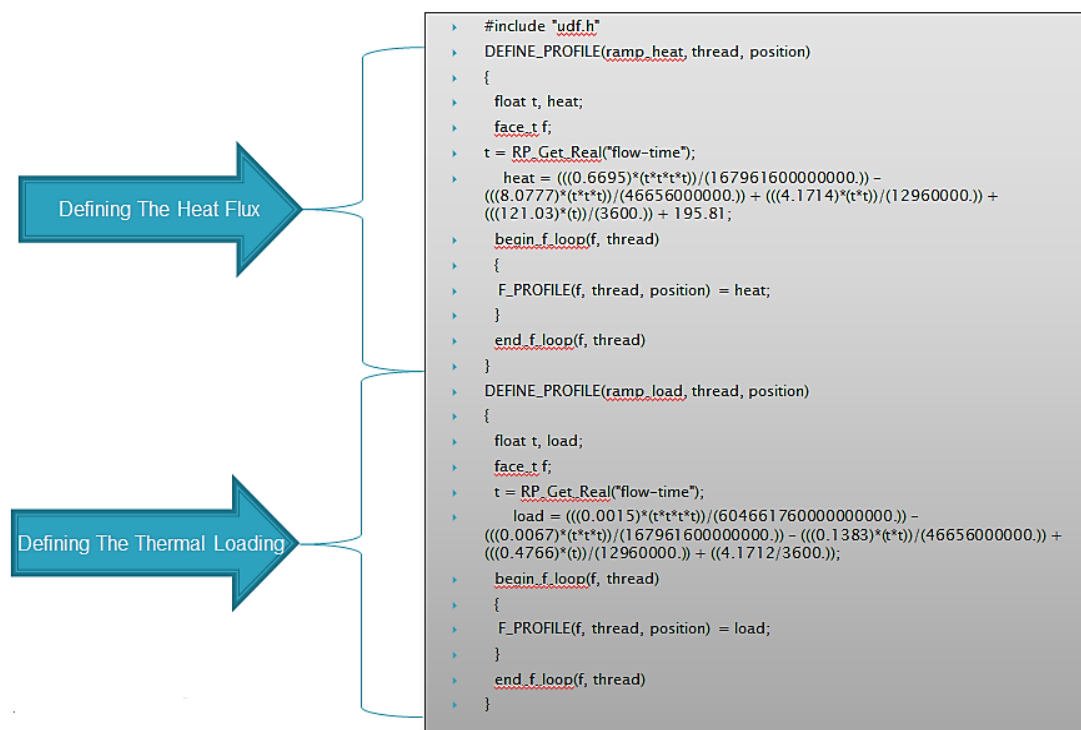 #include "udf.h"
DEFINE_PROFILE(ramp_heat, thread, position)
{
float t, heat;
face_t f;
t = RP_Get_Real("flow-time");
heat = (((0.6695)*(t*t*t*t))/(167961600000000.)) –
(((8.0777)*(t*t*t))/(46656000000.)) + (((4.1714)*(t*t))/(12960000.)) +
(((121.03)*(t))/(3600.)) + 195.81;
begin_f_loop(f, thread)
{
F_PROFILE(f, thread, position) = heat;
}
end_f_loop(f, thread)
}
Defining The Heat Flux
DEFINE_PROFILE(ramp_load, thread, position)
{
float t, load;
face_t f;
t = RP_Get_Real("flow-time");
load = (((0.0015)*(t*t*t*t))/(604661760000000000.)) –
(((0.0067)*(t*t*t))/(167961600000000.)) – (((0.1383)*(t*t))/(46656000000.)) +
(((0.4766)*(t))/(12960000.)) + ((4.1712/3600.));
begin_f_loop(f, thread)
{
F_PROFILE(f, thread, position) = load;
}
end_f_loop(f, thread)
}
Defining The Thermal Loading